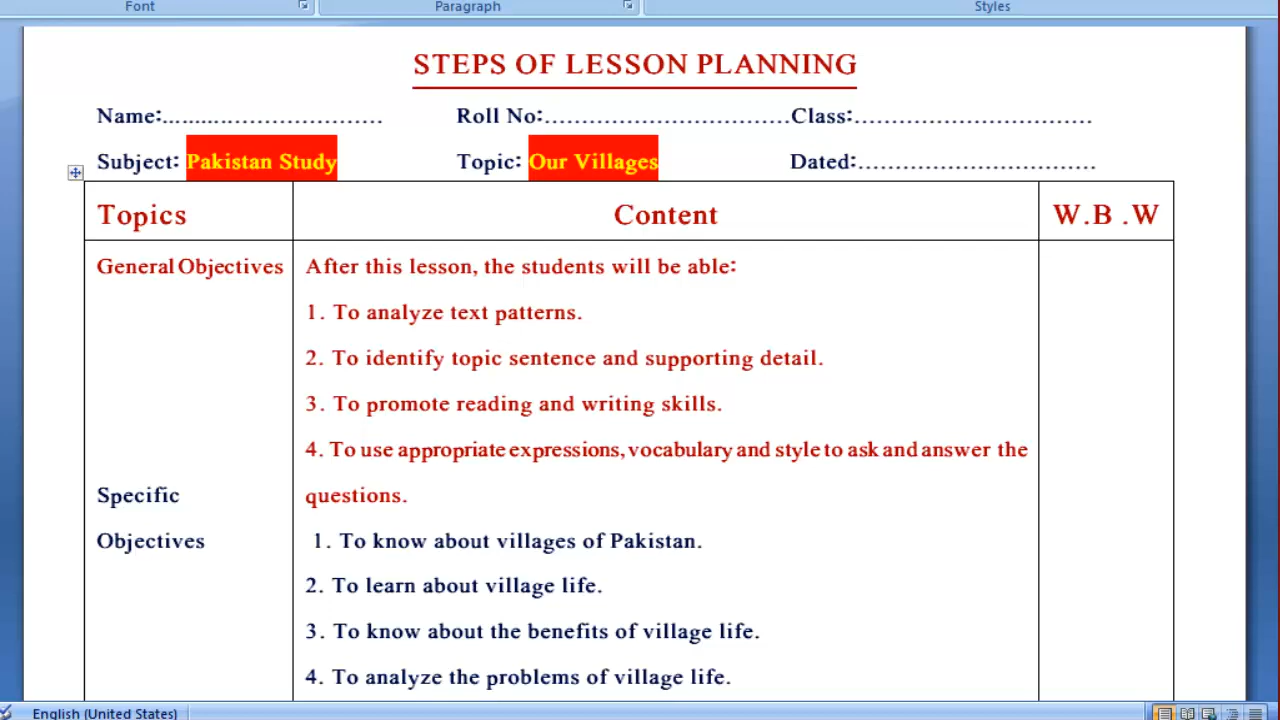 Font Paragraph Styles
STEPS OF LESSON PLANNING
Name:................................ Roll No:.................................Class:................................
Subject: Pakistan Study Topic: Our Villages Dated:................................
Topics Content W.B .W
General Objectives After this lesson, the students will be able:
1. To analyze text patterns.
2. To identify topic sentence and supporting detail.
3. To promote reading and writing skills.
4. To use appropriate expressions, vocabulary and style to ask and answer the
Specific questions.
Objectives 1. To know about villages of Pakistan.
2. To learn about village life.
3. To know about the benefits of village life.
4. To analyze the problems of village life.
English (United States)